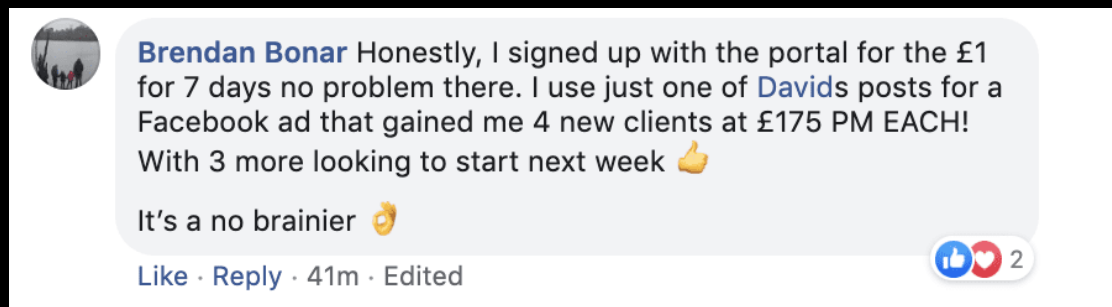 Brendan Bonar Honestly, I signed up with the portal for the £1
for 7 days no problem there. I use just one of Davids posts for a
Facebook ad that gained me 4 new clients at £175 PM EACH!
With 3 more looking to start next week 👍
It's a no brainier 👌
Like · Reply · 41m · Edited
2